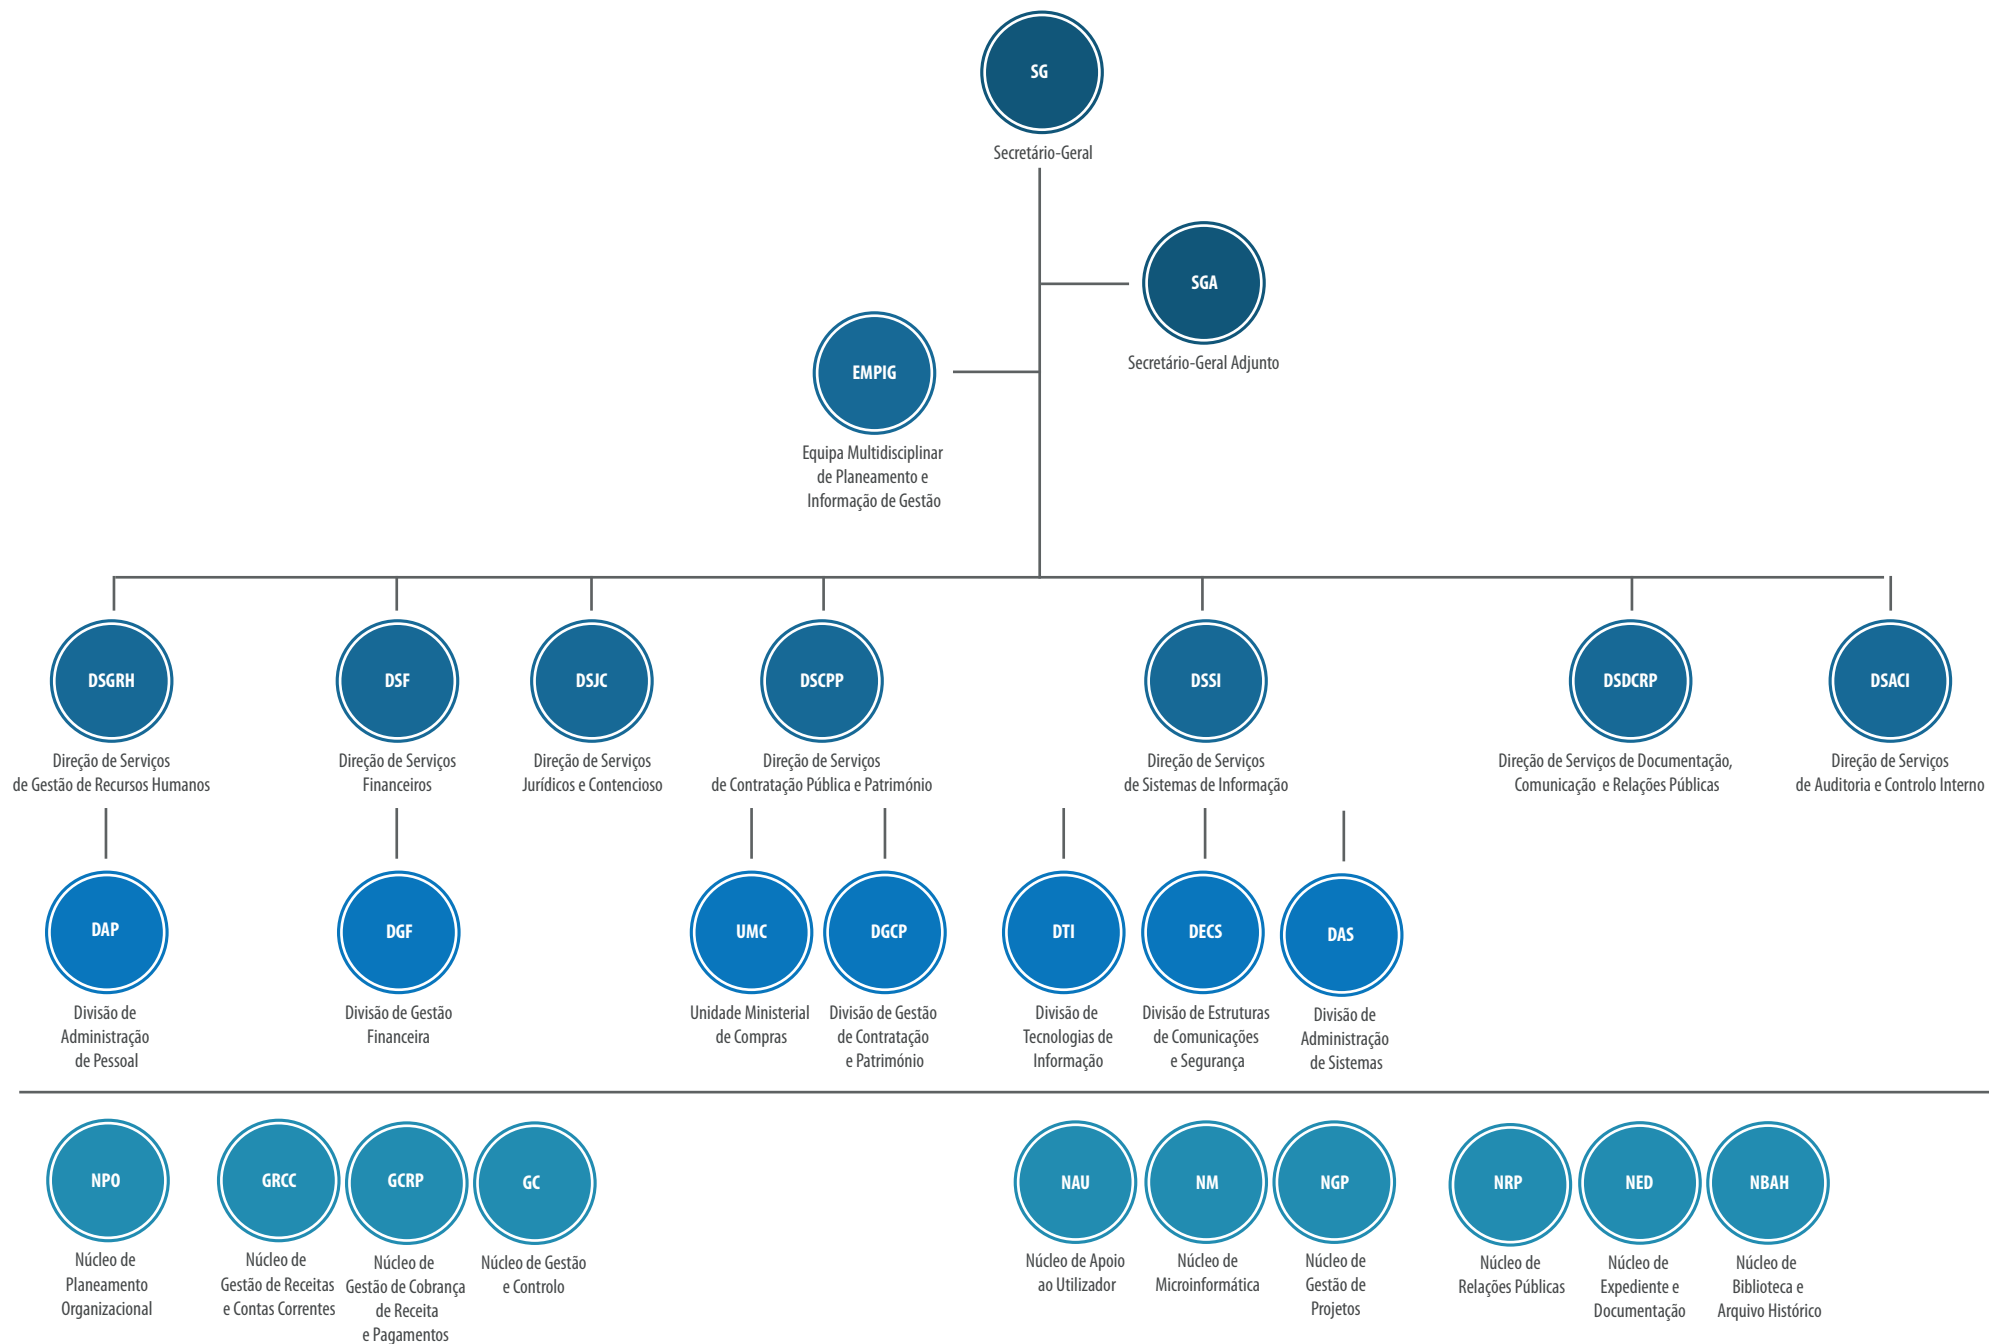 SG
Secretário-Geral
SGA
Secretário-Geral Adjunto
EMPIG
Equipa Multidisciplinar
de Planeamento e
Informação de Gestão
DSGRH
Direção de Serviços
de Gestão de Recursos Humanos
DSF
Direção de Serviços
Financeiros
DSJC
Direção de Serviços
Jurídicos e Contencioso
DSCPP
Direção de Serviços
de Contratação Pública e Património
DSSI
Direção de Serviços
de Sistemas de Informação
DSDCRP
Direção de Serviços de Documentação,
Comunicação e Relações Públicas
DSACI
Direção de Serviços
de Auditoria e Controlo Interno
DAP
Divisão de
Administração
de Pessoal
DGF
Divisão de Gestão
Financeira
UMC
Unidade Ministerial
de Compras
DGCP
Divisão de Gestão
de Contratação
e Património
DTI
Divisão de
Tecnologias de
Informação
DECS
Divisão de Estruturas
de Comunicações
e Segurança
DAS
Divisão de
Administração
de Sistemas
NPO
Núcleo de
Planeamento
Organizacional
GRCC
Núcleo de
Gestão de Receitas
e Contas Correntes
GCRP
Núcleo de
Gestão de Cobrança
de Receita
e Pagamentos
GC
Núcleo de Gestão
e Controlo
NAU
Núcleo de Apoio
ao Utilizador
NM
Núcleo de
Microinformática
NGP
Núcleo de
Gestão de
Projetos
NRP
Núcleo de
Relações Públicas
NED
Núcleo de
Expediente e
Documentação
NBAH
Núcleo de
Biblioteca e
Arquivo Histórico